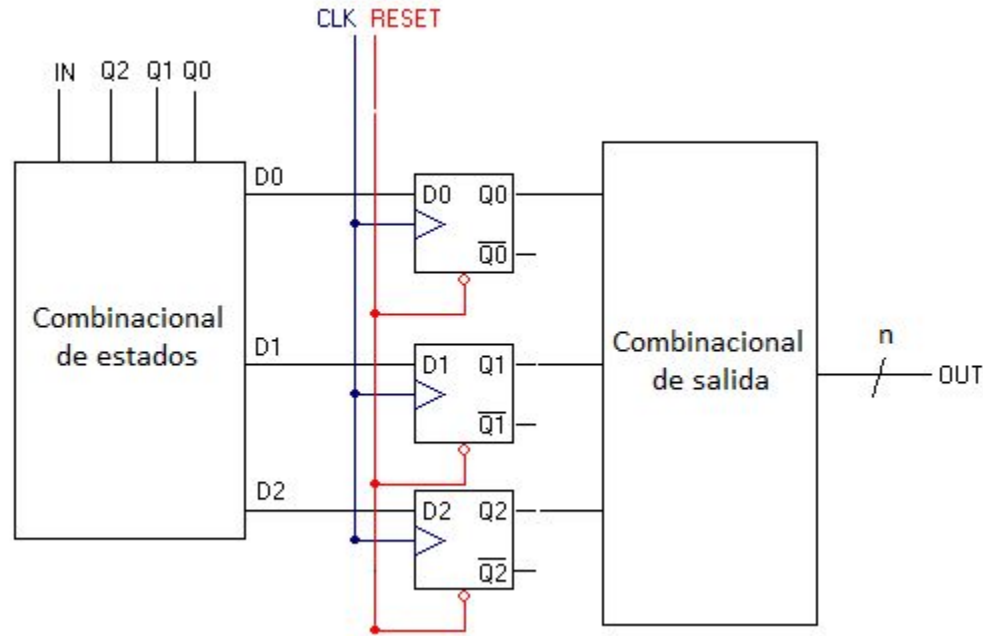 CLK RESET
IN Q2 Q1 Q0
D0
D0 Q0
Q0
Combinacional
de estados
D1
D1 Q1
Q1
Combinacional
de salida
n
OUT
D2
D2 Q2
Q2